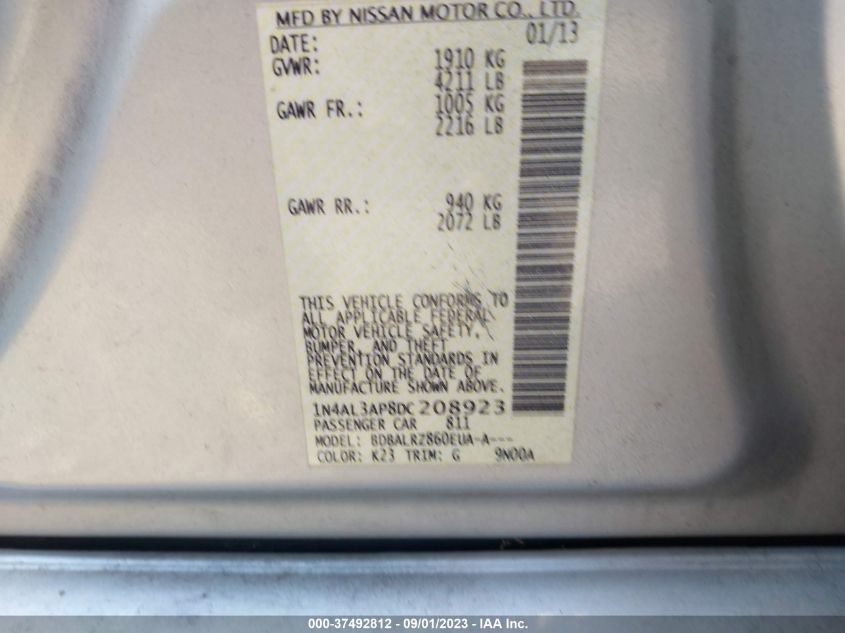 MFD BY NISSAN MOTOR CO., LTD.
DATE: 01/13
GVWR: 1910 KG
4211 LB
GAWR FR.: 1005 KG
2216 LB
GAWR RR.: 940 KG
2072 LB
THIS VEHICLE CONFORMS TO
ALL APPLICABLE FEDERAL
MOTOR VEHICLE SAFETY,
BUMPER, AND THEFT
PREVENTION STANDARDS IN
EFFECT ON THE DATE OF
MANUFACTURE SHOWN ABOVE.
1N4AL3AP8DC208923
PASSENGER CAR 811
MODEL: BDBALRZ860EUA-A---
COLOR: K23 TRIM: G 9N00A
000-37492812 - 09/01/2023 - IAA Inc.